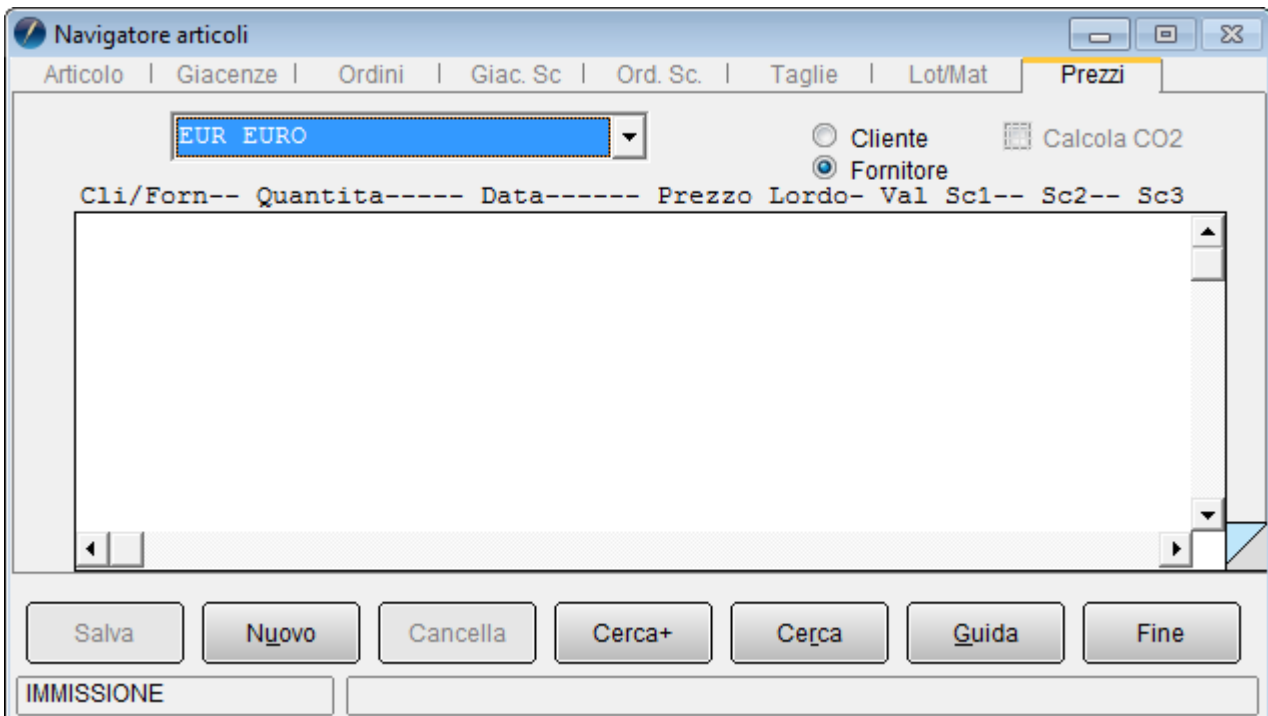 Navigatore articoli
Articolo | Giacenze | Ordini | Giac. Sc | Ord. Sc. | Taglie | Lot/Mat | Prezzi
EUR EURO
Cliente
Calcola CO2
Fornitore
Cli/Forn-- Quantita----- Data------ Prezzo Lordo- Val Sc1-- Sc2-- Sc3
Salva Nuovo Cancella Cerca+ Cerca Guida Fine
IMMISSIONE